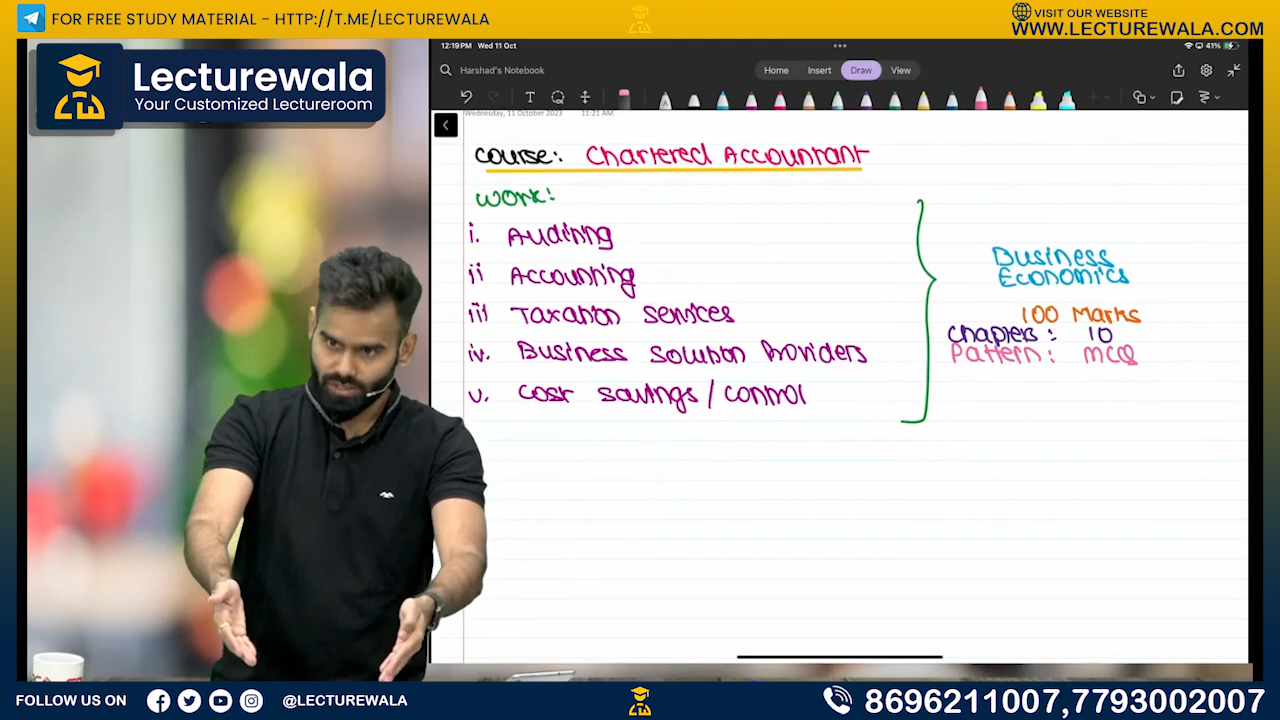 FOR FREE STUDY MATERIAL - HTTP://T.ME/LECTUREWALA
VISIT OUR WEBSITE
WWW.LECTUREWALA.COM
Lecturewala
Your Customized Lectureroom
12:19 PM Wed 11 Oct
41%
Harshad's Notebook
Home Insert Draw View
Wednesday, 11 October 2023 11:21 AM
Course: Chartered Accountant
Work:
i. Auditing
ii Accounting
iii Taxation services
iv. Business solution Providers
v. Cost savings / control
Business
Economics
100 Marks
Chapters: 10
Pattern: MCQ
FOLLOW US ON
@LECTUREWALA
8696211007,7793002007